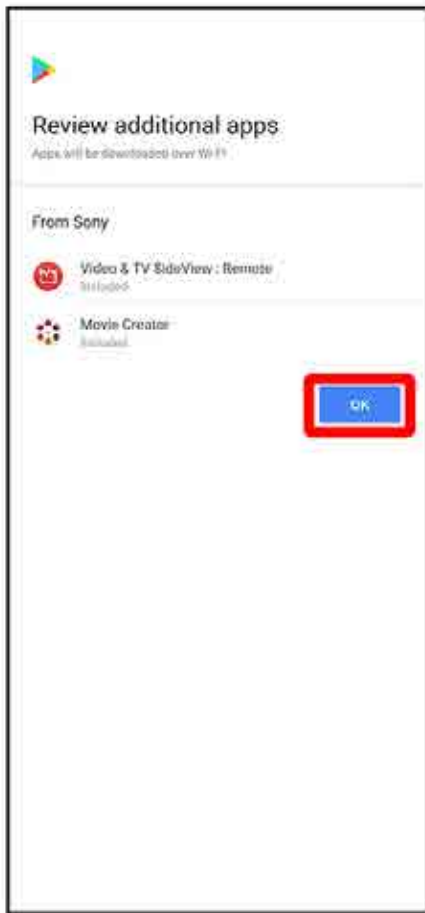 Review additional apps
Apps will be downloaded over Wi-Fi
From Sony
Video & TV SideView : Remote
Included
Movie Creator
Included
OK